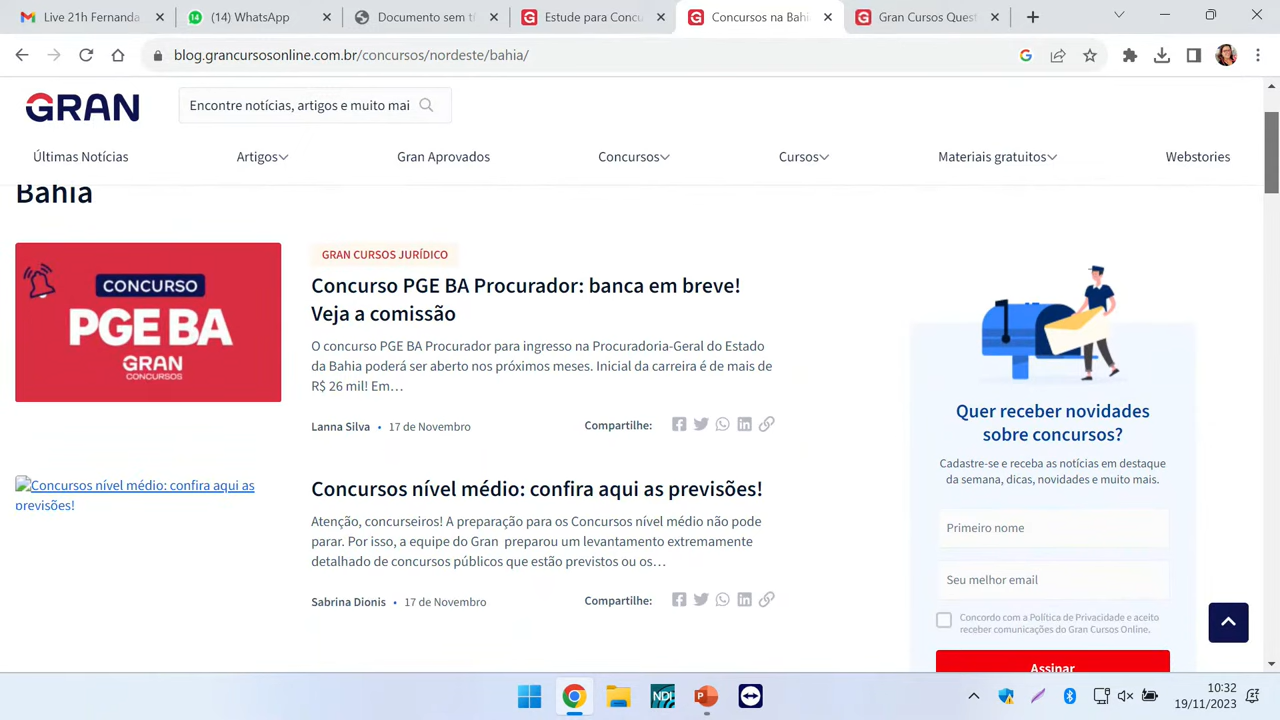 Live 21h Fernanda
(14) WhatsApp
Documento sem tí
Estude para Concu
Concursos na Bahi
Gran Cursos Quest
blog.grancursosonline.com.br/concursos/nordeste/bahia/
GRAN
Encontre notícias, artigos e muito mai
Últimas Notícias
Artigos
Gran Aprovados
Concursos
Cursos
Materiais gratuitos
Webstories
Bahia
CONCURSO
PGE BA
GRAN
CONCURSOS
GRAN CURSOS JURÍDICO
Concurso PGE BA Procurador: banca em breve!
Veja a comissão
O concurso PGE BA Procurador para ingresso na Procuradoria-Geral do Estado
da Bahia poderá ser aberto nos próximos meses. Inicial da carreira é de mais de
R$ 26 mil! Em…
Lanna Silva • 17 de Novembro
Compartilhe:
Concursos nível médio: confira aqui as
previsões!
Concursos nível médio: confira aqui as previsões!
Atenção, concurseiros! A preparação para os Concursos nível médio não pode
parar. Por isso, a equipe do Gran preparou um levantamento extremamente
detalhado de concursos públicos que estão previstos ou os…
Sabrina Dionis • 17 de Novembro
Compartilhe:
Quer receber novidades
sobre concursos?
Cadastre-se e receba as notícias em destaque
da semana, dicas, novidades e muito mais.
Primeiro nome
Seu melhor email
Concordo com a Política de Privacidade e aceito
receber comunicações do Gran Cursos Online.
Assinar
NDI
10:32
19/11/2023